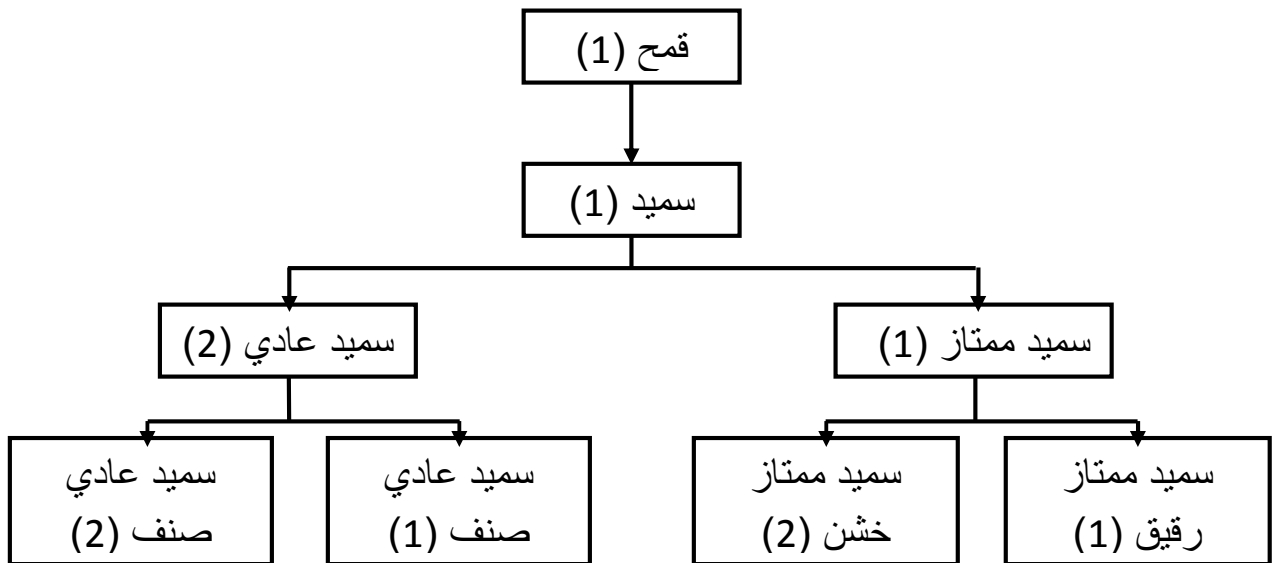 قمح (1)
سميد (1)
سميد ممتاز (1)
سميد عادي (2)
سميد ممتاز
رقيق (1)
سميد ممتاز
خشن (2)
سميد عادي
صنف (1)
سميد عادي
صنف (2)